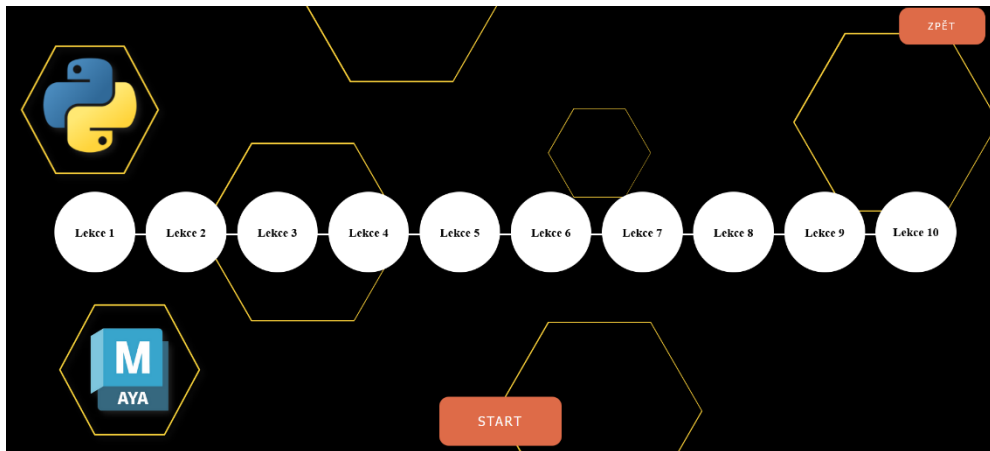 ZPĚT
Lekce 1
Lekce 2
Lekce 3
Lekce 4
Lekce 5
Lekce 6
Lekce 7
Lekce 8
Lekce 9
Lekce 10
M
AYA
START